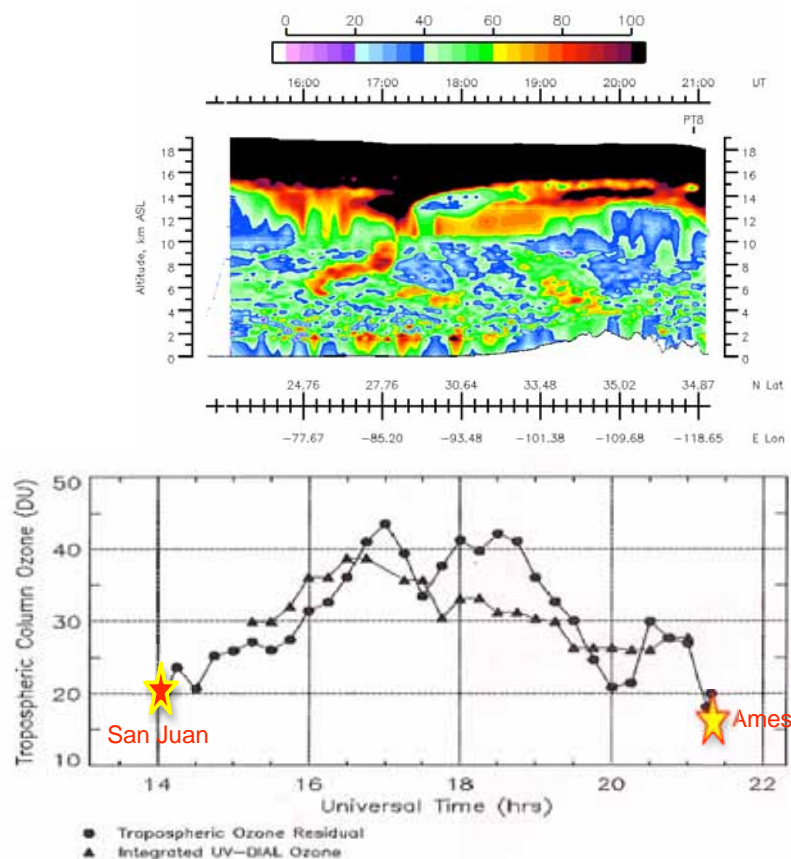 0 20 40 60 80 100
16:00 17:00 18:00 19:00 20:00 21:00 UT
PT8
18 18
16 16
14 14
12 12
10 10
8 8
6 6
4 4
2 2
0 0
Altitude, km ASL
24.76 27.76 30.64 33.48 35.02 34.87 N Lat
-77.67 -85.20 -93.48 -101.38 -109.68 -118.65 E Lon
50
40
30
20
10
Tropospheric Column Ozone (DU)
San Juan
Ames
14 16 18 20 22
Universal Time (hrs)
Tropospheric Ozone Residual
Integrated UV-DIAL Ozone